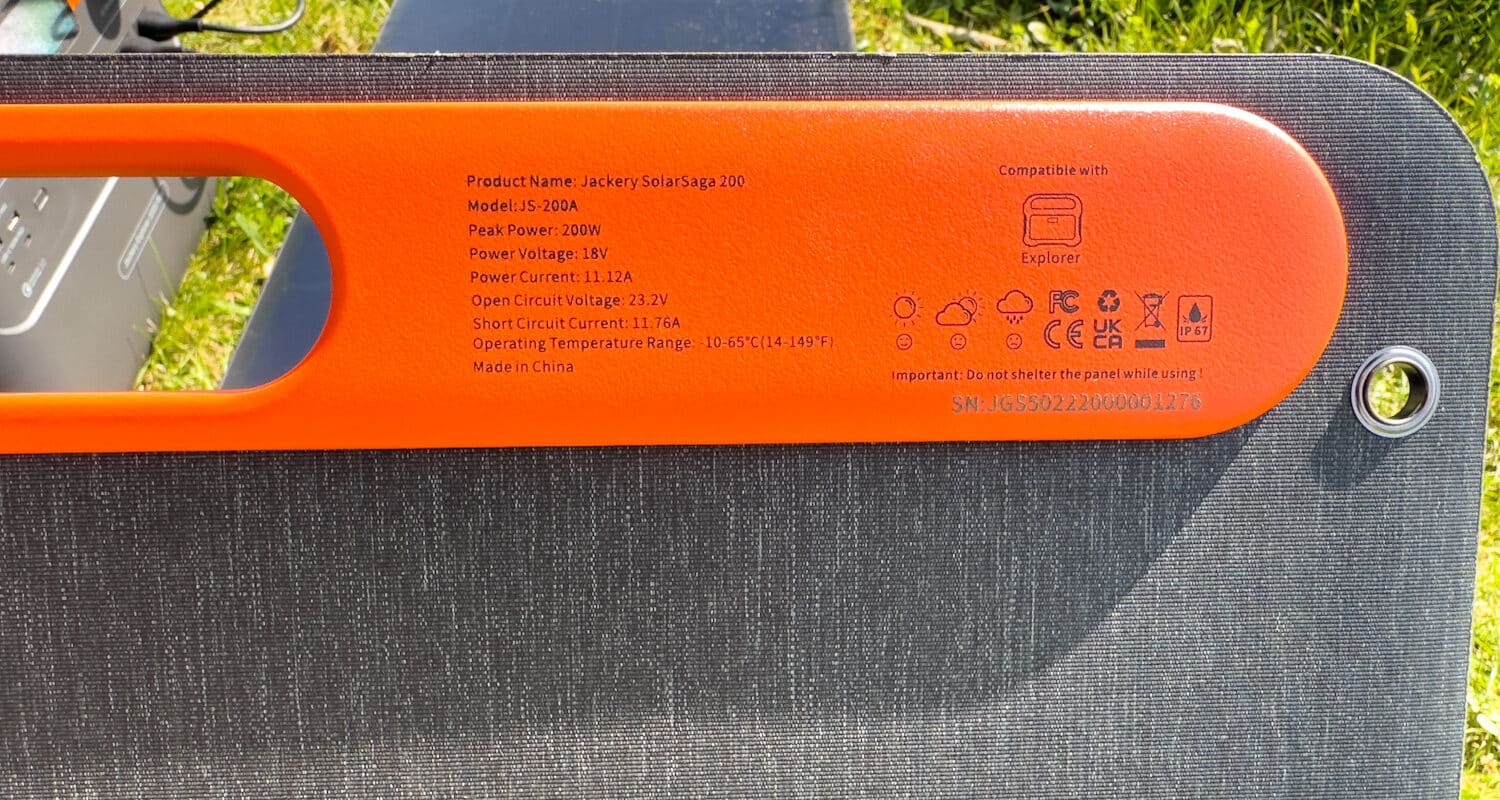 Product Name: Jackery SolarSaga 200
Model:JS-200A
Peak Power: 200W
Power Voltage: 18V
Power Current: 11.12A
Open Circuit Voltage: 23.2V
Short Circuit Current: 11.76A
Operating Temperature Range: -10-65°C(14-149°F)
Made in China
Compatible with
Explorer
FC
CE
UK
CA
IP 67
Important: Do not shelter the panel while using !
SN:JGS50222000001276